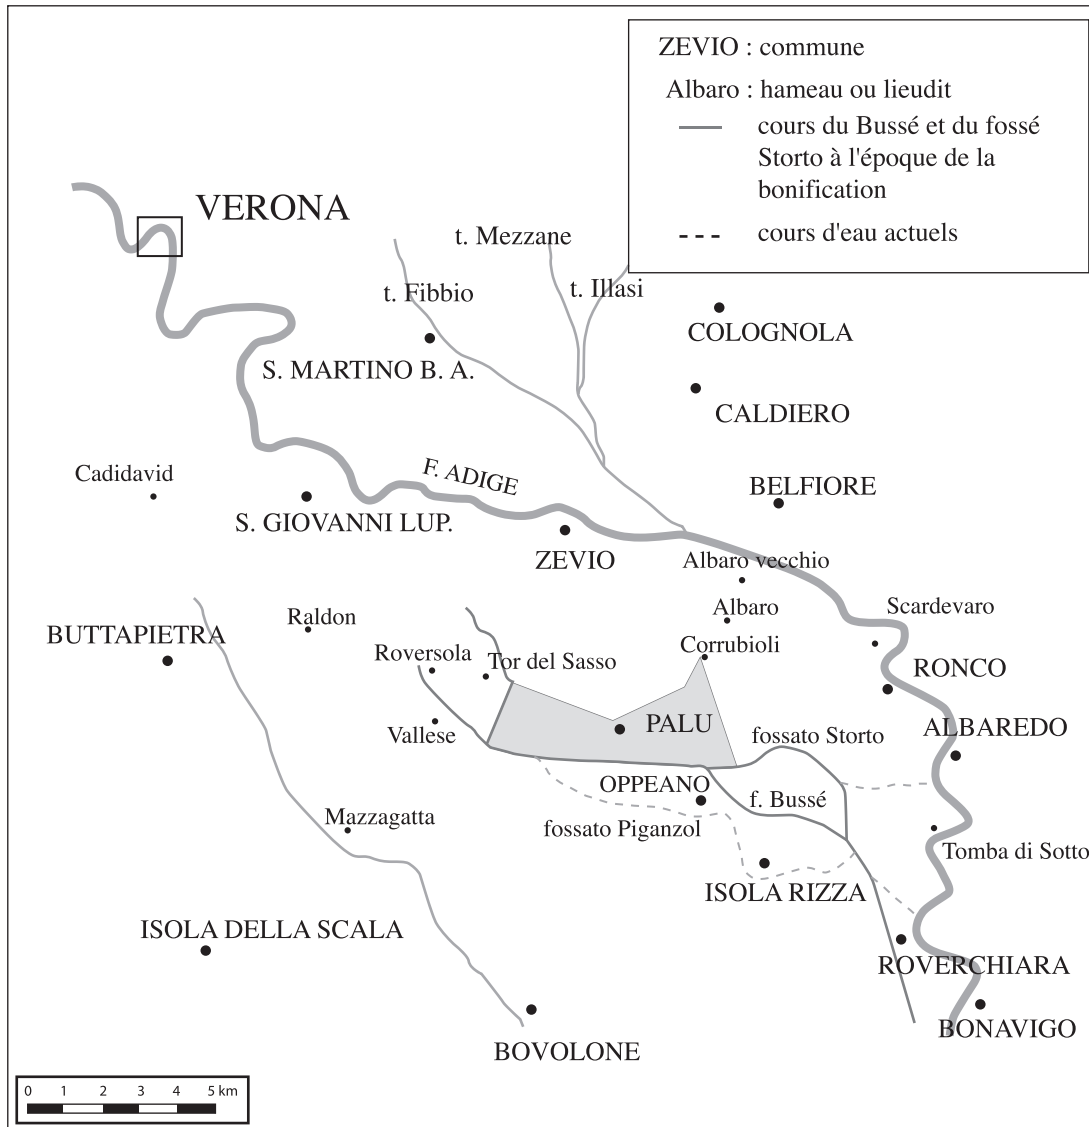 ZEVIO : commune
Albaro : hameau ou lieudit
cours du Bussé et du fossé
Storto à l'époque de la
bonification
cours d'eau actuels
VERONA
t. Mezzane
t. Fibbio
t. Illasi
COLOGNOLA
S. MARTINO B. A.
CALDIERO
Cadidavid
F. ADIGE
BELFIORE
S. GIOVANNI LUP.
ZEVIO
Albaro vecchio
Albaro
Scardevaro
Raldon
BUTTAPIETRA
Corrubioli
Roversola
Tor del Sasso
RONCO
Vallese
PALU
fossato Storto
ALBAREDO
OPPEANO
f. Bussé
Mazzagatta
fossato Piganzol
Tomba di Sotto
ISOLA RIZZA
ISOLA DELLA SCALA
ROVERCHIARA
BONAVIGO
BOVOLONE
0 1 2 3 4 5 km